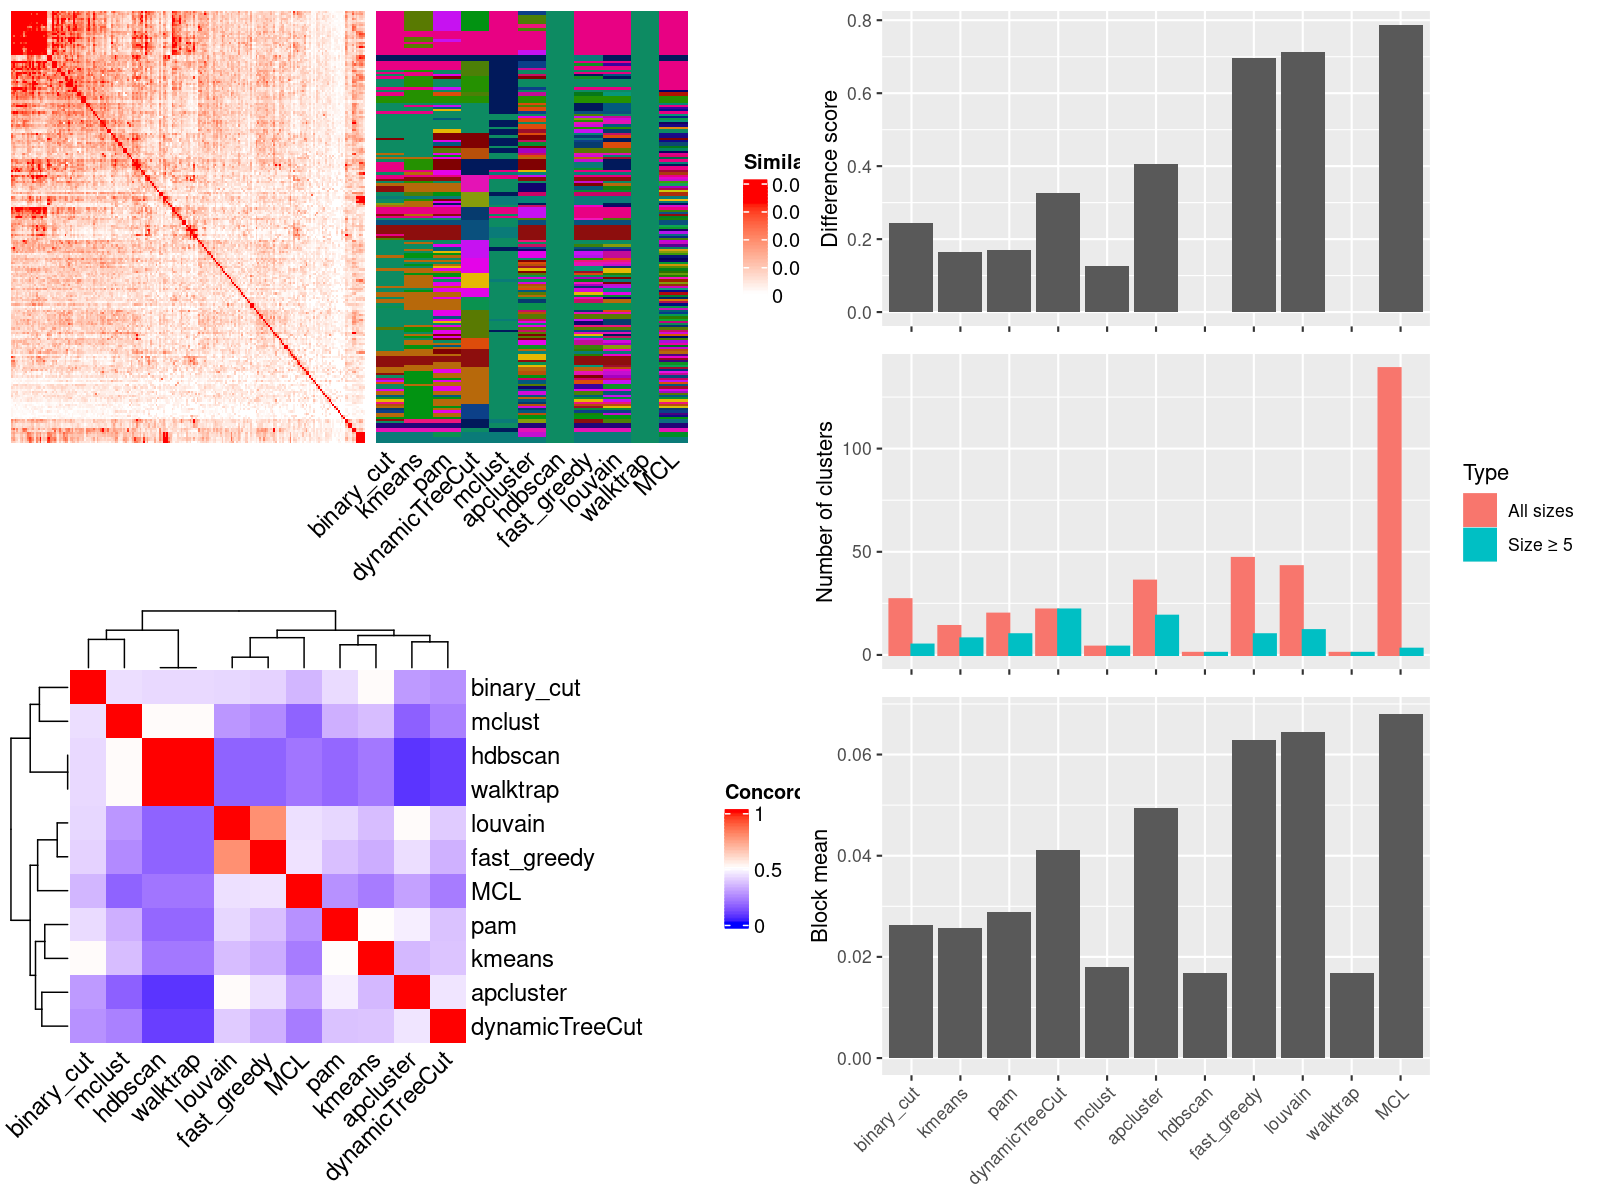 Simila
0.0
0.0
0.0
0.0
0
binary_cut
kmeans
pam
dynamicTreeCut
mclust
apcluster
hdbscan
fast_greedy
louvain
walktrap
MCL
binary_cut
mclust
hdbscan
walktrap
louvain
fast_greedy
MCL
pam
kmeans
apcluster
dynamicTreeCut
binary_cut
mclust
hdbscan
walktrap
louvain
fast_greedy
MCL
pam
kmeans
apcluster
dynamicTreeCut
Concord
1
0.5
0
Difference score
0.8
0.6
0.4
0.2
0.0
Number of clusters
100
50
0
Type
All sizes
Size ≥ 5
Block mean
0.06
0.04
0.02
0.00
binary_cut
kmeans
pam
dynamicTreeCut
mclust
apcluster
hdbscan
fast_greedy
louvain
walktrap
MCL